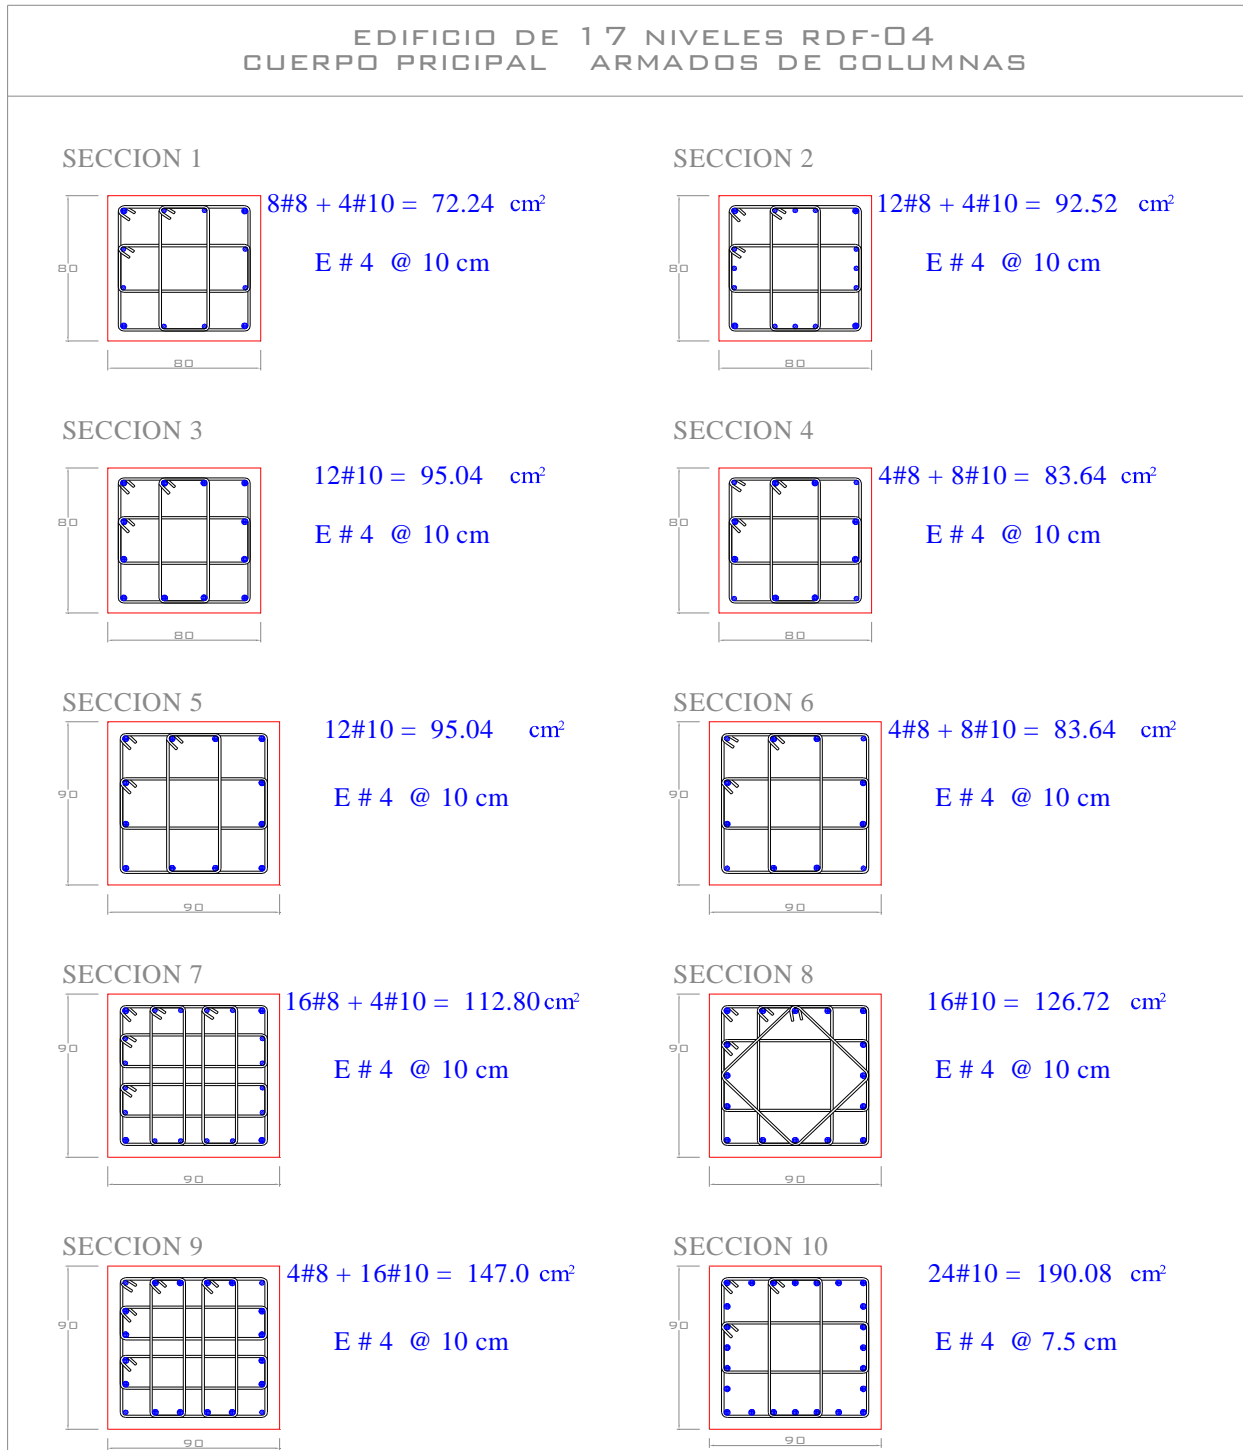 EDIFICIO DE 17 NIVELES RDF-04
CUERPO PRICIPAL ARMADOS DE COLUMNAS
SECCION 1
8#8 + 4#10 = 72.24 cm²
E # 4 @ 10 cm
80
80
SECCION 2
12#8 + 4#10 = 92.52 cm²
E # 4 @ 10 cm
80
80
SECCION 3
12#10 = 95.04 cm²
E # 4 @ 10 cm
80
80
SECCION 4
4#8 + 8#10 = 83.64 cm²
E # 4 @ 10 cm
80
80
SECCION 5
12#10 = 95.04 cm²
E # 4 @ 10 cm
90
90
SECCION 6
4#8 + 8#10 = 83.64 cm²
E # 4 @ 10 cm
90
90
SECCION 7
16#8 + 4#10 = 112.80 cm²
E # 4 @ 10 cm
90
90
SECCION 8
16#10 = 126.72 cm²
E # 4 @ 10 cm
90
90
SECCION 9
4#8 + 16#10 = 147.0 cm²
E # 4 @ 10 cm
90
90
SECCION 10
24#10 = 190.08 cm²
E # 4 @ 7.5 cm
90
90